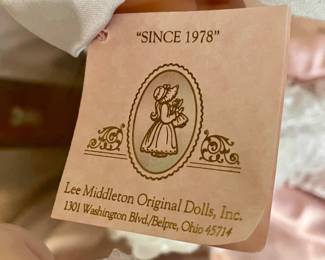 "SINCE 1978"
Lee Middleton Original Dolls, Inc.
1301 Washington Blvd./Belpre, Ohio 45714